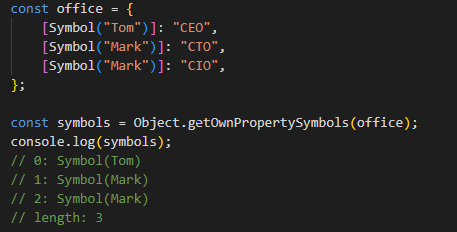 const office = {
    [Symbol("Tom")]: "CEO",
    [Symbol("Mark")]: "CTO",
    [Symbol("Mark")]: "CIO",
};

const symbols = Object.getOwnPropertySymbols(office);
console.log(symbols);
// 0: Symbol(Tom)
// 1: Symbol(Mark)
// 2: Symbol(Mark)
// length: 3